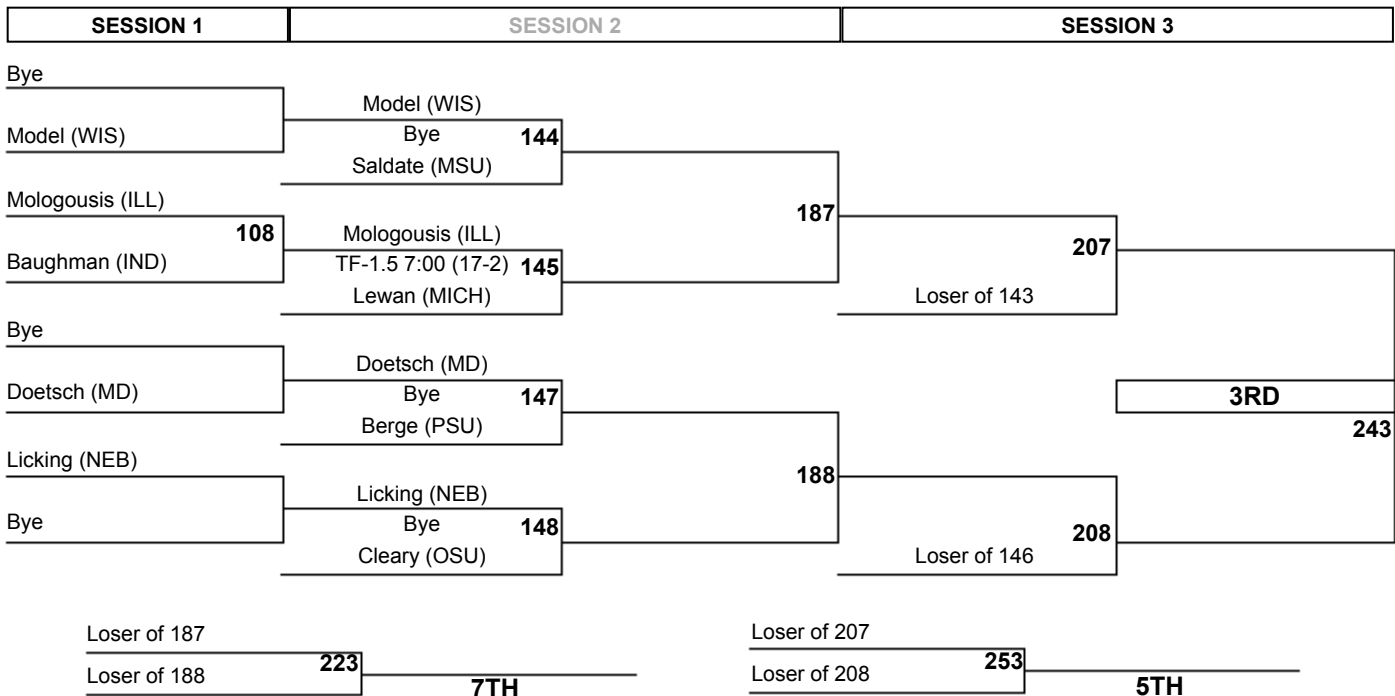 SESSION 1 SESSION 2 SESSION 3
Bye
Model (WIS)
Model (WIS)
Bye 144
Saldate (MSU)
Mologousis (ILL)
187
108
Mologousis (ILL)
207
Baughman (IND)
TF-1.5 7:00 (17-2) 145
Lewan (MICH)
Loser of 143
Bye
Doetsch (MD)
Doetsch (MD)
Bye 147
3RD
Berge (PSU)
243
Licking (NEB)
188
Licking (NEB)
Bye
Bye 148
208
Cleary (OSU)
Loser of 146
Loser of 187
223
Loser of 188
7TH
Loser of 207
253
Loser of 208
5TH